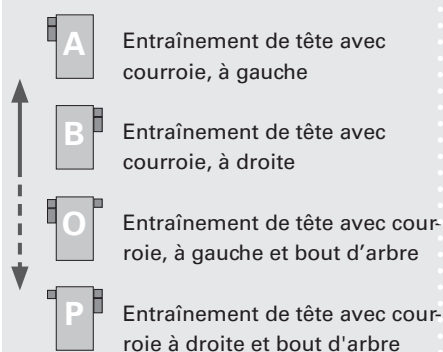 A
Entraînement de tête avec
courroie, à gauche
B
Entraînement de tête avec
courroie, à droite
O
Entraînement de tête avec cour-
roie, à gauche et bout d’arbre
P
Entraînement de tête avec cour-
roie à droite et bout d'arbre